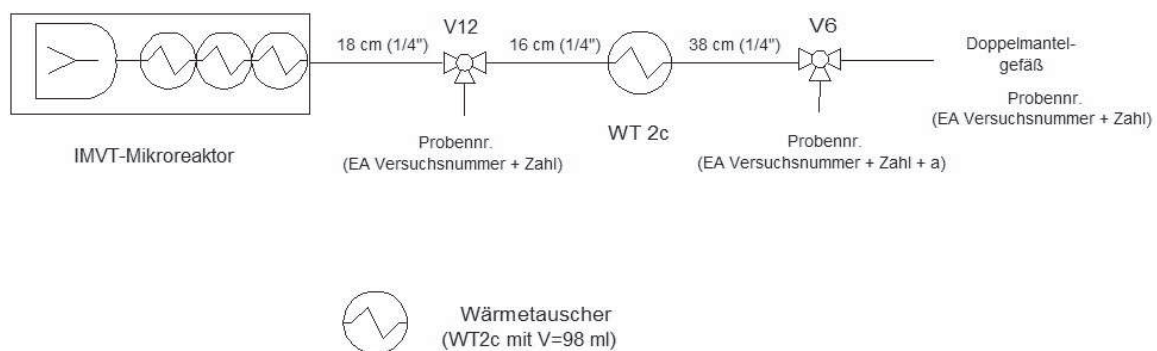 V12
V6
18 cm (1/4")
16 cm (1/4")
38 cm (1/4")
Doppelmantel-
gefäß
WT 2c
Probennr.
(EA Versuchsnummer + Zahl)
IMVT-Mikroreaktor
Probennr.
(EA Versuchsnummer + Zahl)
Probennr.
(EA Versuchsnummer + Zahl + a)
Wärmetauscher
(WT2c mit V=98 ml)